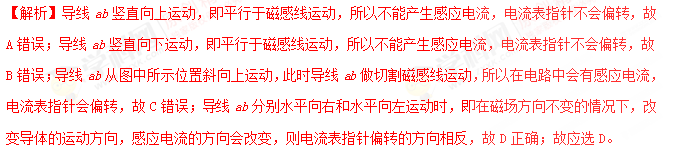 【解析】导线 ab 竖直向上运动，即平行于磁感线运动，所以不能产生感应电流，电流表指针不会偏转，故
A 错误；导线 ab 竖直向下运动，即平行于磁感线运动，所以不能产生感应电流，电流表指针不会偏转，故
B 错误；导线 ab 从图中所示位置斜向上运动，此时导线 ab 做切割磁感线运动，所以在电路中会有感应电流，
电流表指针会偏转，故 C 错误；导线 ab 分别水平向右和水平向左运动时，即在磁场方向不变的情况下，改
变导体的运动方向，感应电流的方向会改变，则电流表指针偏转的方向相反，故 D 正确；故应选 D。